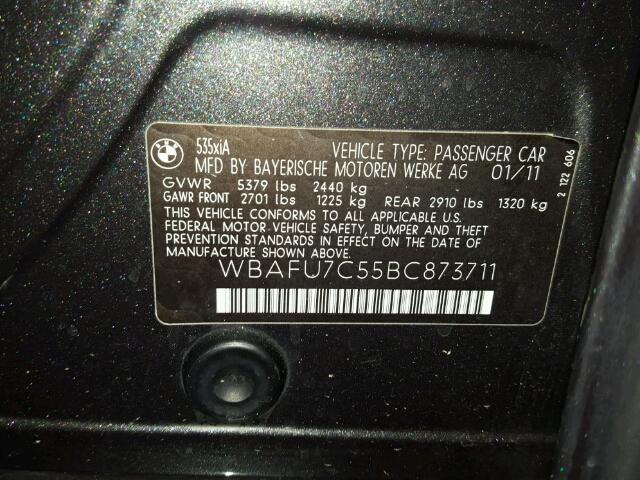 535xiA
VEHICLE TYPE: PASSENGER CAR
MFD BY BAYERISCHE MOTOREN WERKE AG 01/11
GVWR 5379 lbs 2440 kg
GAWR FRONT 2701 lbs 1225 kg REAR 2910 lbs 1320 kg
THIS VEHICLE CONFORMS TO ALL APPLICABLE U.S.
FEDERAL MOTOR VEHICLE SAFETY, BUMPER AND THEFT
PREVENTION STANDARDS IN EFFECT ON THE DATE OF
MANUFACTURE SHOWN ABOVE.
WBAFU7C55BC873711
2 122 606